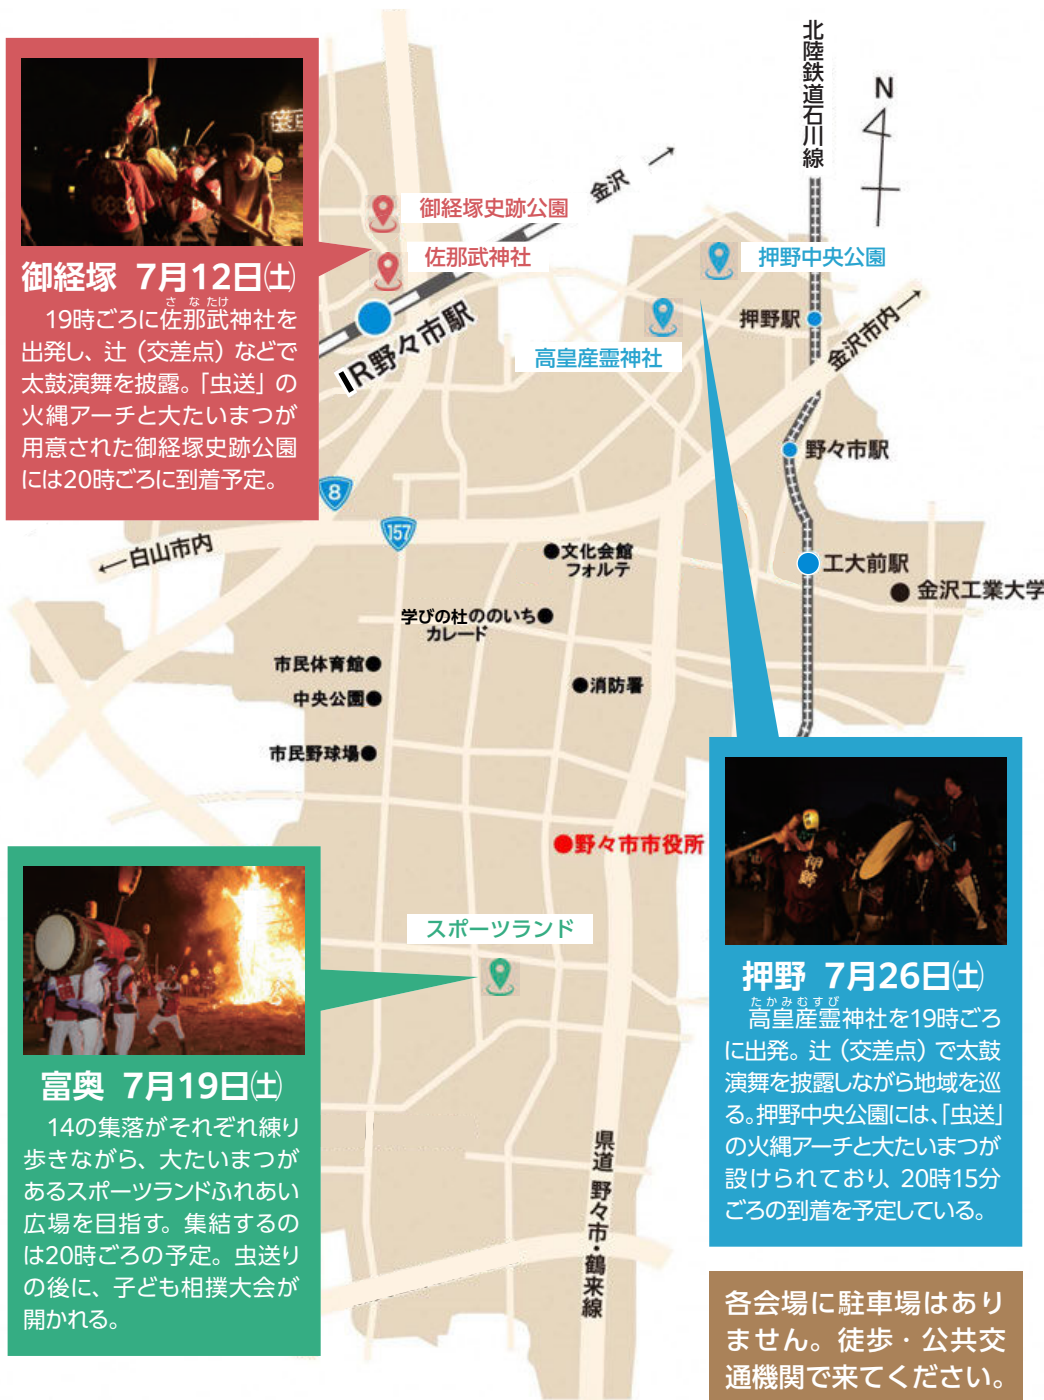 北陸鉄道石川線
N
金沢
御経塚史跡公園
佐那武神社
IR野々市駅
押野中央公園
高皇産霊神社
押野駅
金沢市内
野々市駅
8
157
白山市内
文化会館
フォルテ
工大前駅
金沢工業大学
学びの杜ののいち
カレード
市民体育館
中央公園
消防署
市民野球場
野々市市役所
スポーツランド
県道 野々市・鶴来線
御経塚 7月12日(土)
さなたけ
19時ごろに佐那武神社を
出発し、辻（交差点）などで
太鼓演舞を披露。「虫送」の
火縄アーチと大たいまつが
用意された御経塚史跡公園
には20時ごろに到着予定。
富奥 7月19日(土)
14の集落がそれぞれ練り
歩きながら、大たいまつが
あるスポーツランドふれあい
広場を目指す。集結するの
は20時ごろの予定。虫送り
の後に、子ども相撲大会が
開かれる。
押野
押野 7月26日(土)
たかみむすび
高皇産霊神社を19時ごろ
に出発。辻（交差点）で太鼓
演舞を披露しながら地域を巡
る。押野中央公園には、「虫送」
の火縄アーチと大たいまつが
設けられており、20時15分
ごろの到着を予定している。
各会場に駐車場はあり
ません。徒歩・公共交
通機関で来てください。